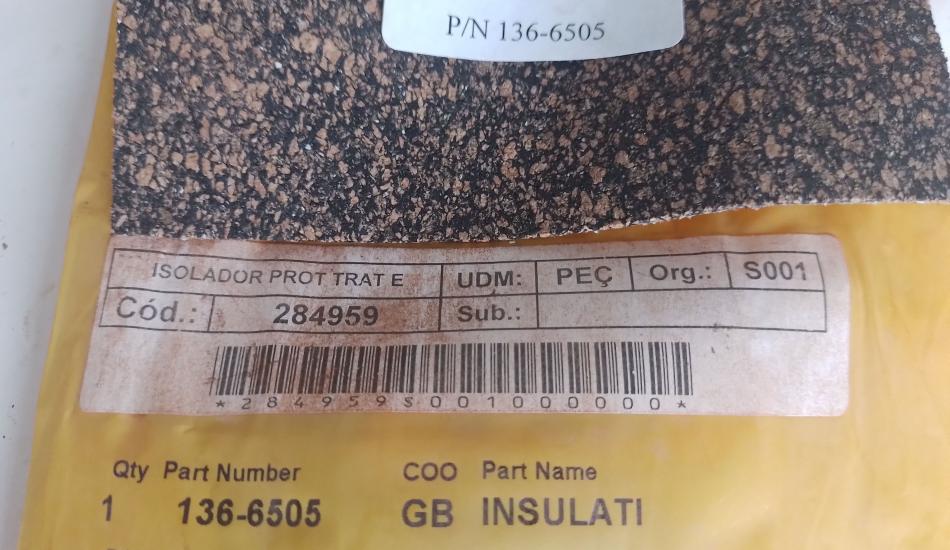 P/N 136-6505
ISOLADOR PROT TRAT E UDM: PEÇ Org.: S001
Cód.: 284959 Sub.:
*284959S001000000*
Qty Part Number COO Part Name
1 136-6505 GB INSULATI